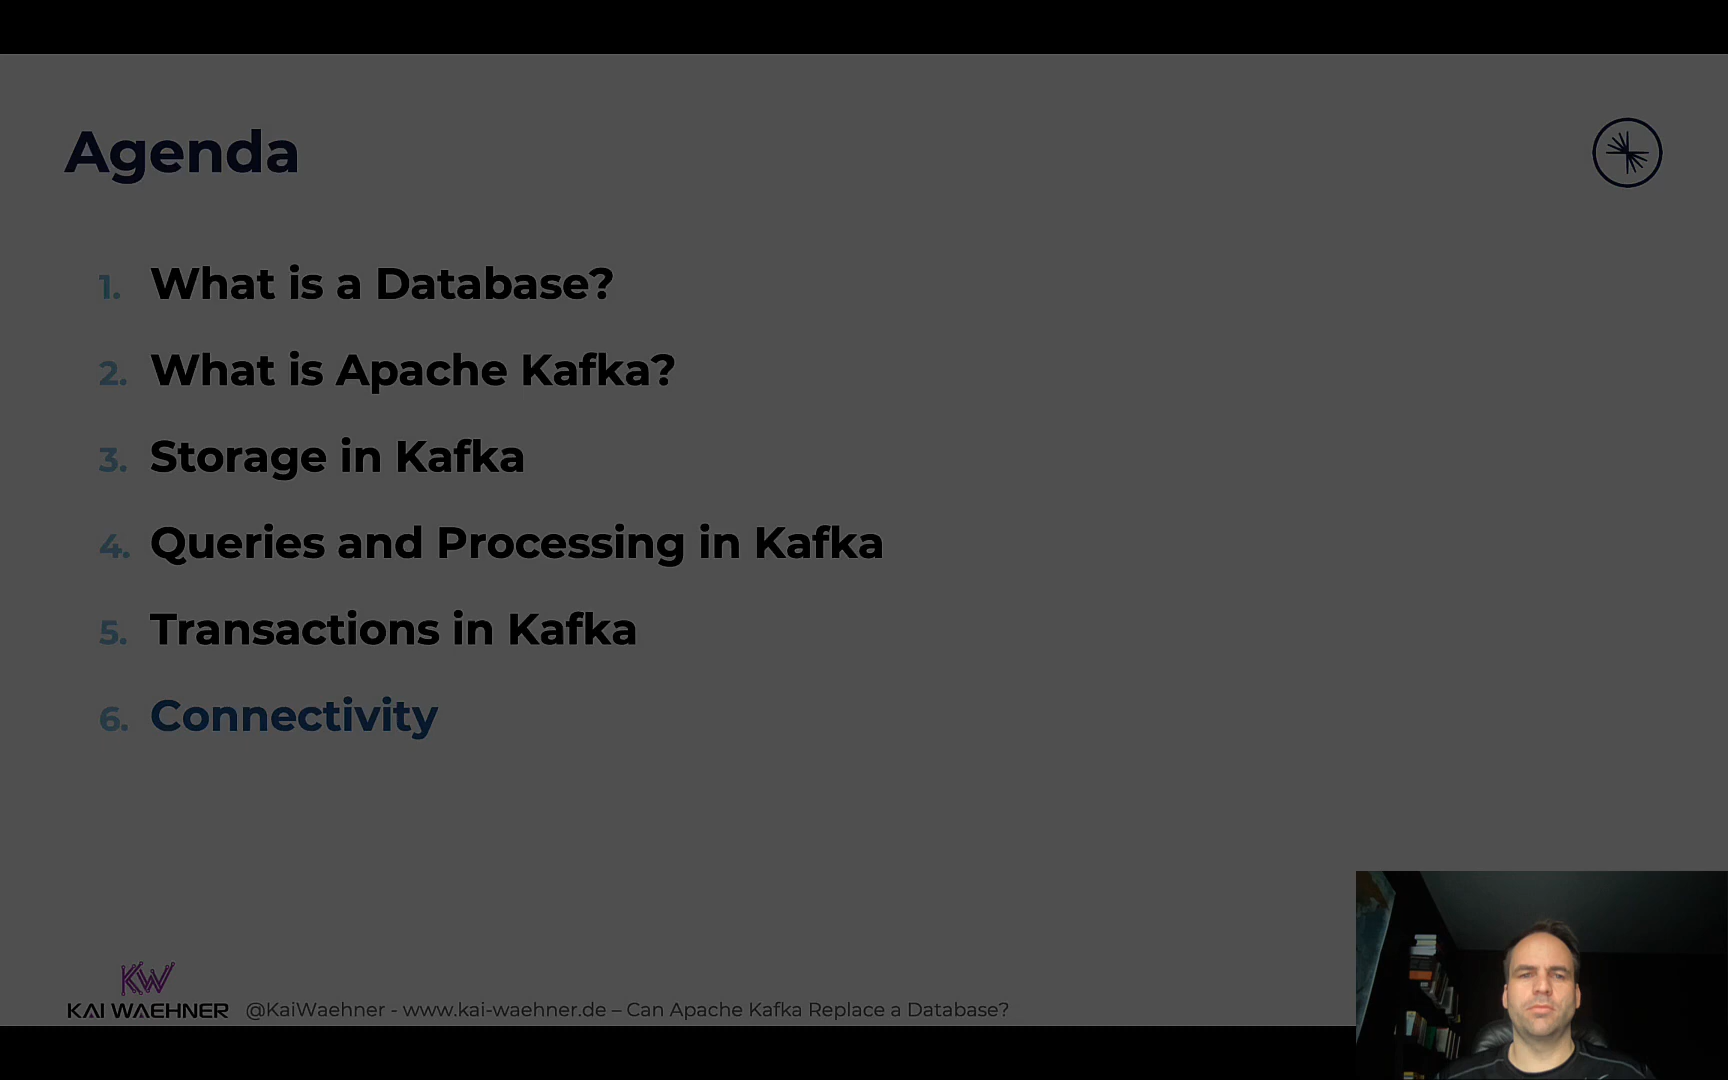 Agenda
1. What is a Database?
2. What is Apache Kafka?
3. Storage in Kafka
4. Queries and Processing in Kafka
5. Transactions in Kafka
6. Connectivity
KW
KAI WAEHNER @KaiWaehner - www.kai-waehner.de – Can Apache Kafka Replace a Database?